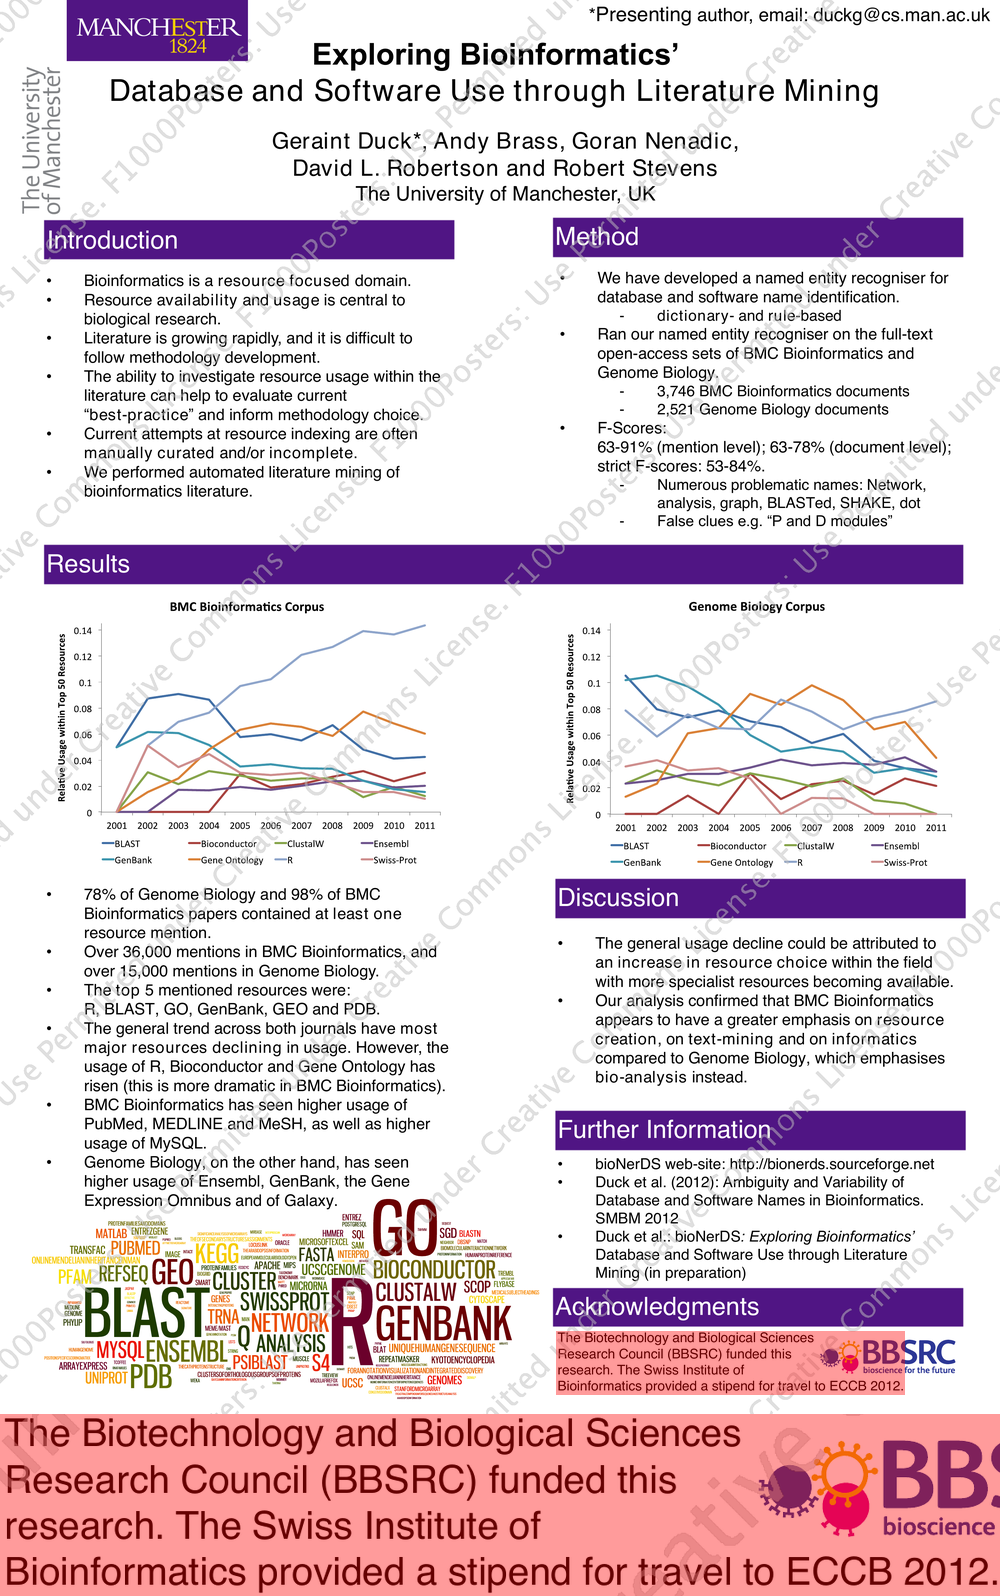 MANCHESTER
1824
The University
of Manchester
*Presenting author, email: duckg@cs.man.ac.uk
Exploring Bioinformatics’
Database and Software Use through Literature Mining
Geraint Duck*, Andy Brass, Goran Nenadic,
David L. Robertson and Robert Stevens
The University of Manchester, UK
Introduction
• Bioinformatics is a resource focused domain.
• Resource availability and usage is central to
biological research.
• Literature is growing rapidly, and it is difficult to
follow methodology development.
• The ability to investigate resource usage within the
literature can help to evaluate current
“best-practice” and inform methodology choice.
• Current attempts at resource indexing are often
manually curated and/or incomplete.
• We performed automated literature mining of
bioinformatics literature.
Method
• We have developed a named entity recogniser for
database and software name identification.
- dictionary- and rule-based
• Ran our named entity recogniser on the full-text
open-access sets of BMC Bioinformatics and
Genome Biology.
- 3,746 BMC Bioinformatics documents
- 2,521 Genome Biology documents
• F-Scores:
63-91% (mention level); 63-78% (document level);
strict F-scores: 53-84%.
- Numerous problematic names: Network,
analysis, graph, BLASTed, SHAKE, dot
- False clues e.g. “P and D modules”
Results
BMC Bioinformatics Corpus
Relative Usage within Top 50 Resources
0.14
0.12
0.1
0.08
0.06
0.04
0.02
0
2001 2002 2003 2004 2005 2006 2007 2008 2009 2010 2011
BLAST Bioconductor ClustalW Ensembl
GenBank Gene Ontology R Swiss-Prot
Genome Biology Corpus
Relative Usage within Top 50 Resources
0.14
0.12
0.1
0.08
0.06
0.04
0.02
0
2001 2002 2003 2004 2005 2006 2007 2008 2009 2010 2011
BLAST Bioconductor ClustalW Ensembl
GenBank Gene Ontology R Swiss-Prot
• 78% of Genome Biology and 98% of BMC
Bioinformatics papers contained at least one
resource mention.
• Over 36,000 mentions in BMC Bioinformatics, and
over 15,000 mentions in Genome Biology.
• The top 5 mentioned resources were:
R, BLAST, GO, GenBank, GEO and PDB.
• The general trend across both journals have most
major resources declining in usage. However, the
usage of R, Bioconductor and Gene Ontology has
risen (this is more dramatic in BMC Bioinformatics).
• BMC Bioinformatics has seen higher usage of
PubMed, MEDLINE and MeSH, as well as higher
usage of MySQL.
• Genome Biology, on the other hand, has seen
higher usage of Ensembl, GenBank, the Gene
Expression Omnibus and of Galaxy.
MATLAB ENTREZGENE
TRANSFAC PUBMED
KEGG
PFAM REFSEQ GEO
CLUSTER
BLAST
SWISSPROT
TRNA NETWORK
MYSQL ENSEMBL Q ANALYSIS
ARRAYEXPRESS PSIBLAST S4
UNIPROT PDB
HMMER SQL
FASTA INTERPRO
UCSCGENOME
APACHE MIPS
MICRORNA
GO
SGD BLASTN
BIOCONDUCTOR
R
CLUSTALW SCOP FLYBASE
CYTOSCAPE
GENBANK
UNIQUEHUMANGENESEQUENCE
REPEATMASKER KYOTOENCYCLOPEDIA
UCSC GENOMES
Discussion
• The general usage decline could be attributed to
an increase in resource choice within the field
with more specialist resources becoming available.
• Our analysis confirmed that BMC Bioinformatics
appears to have a greater emphasis on resource
creation, on text-mining and on informatics
compared to Genome Biology, which emphasises
bio-analysis instead.
Further Information
• bioNerDS web-site: http://bionerds.sourceforge.net
• Duck et al. (2012): Ambiguity and Variability of
Database and Software Names in Bioinformatics.
SMBM 2012
• Duck et al.: bioNerDS: Exploring Bioinformatics’
Database and Software Use through Literature
Mining (in preparation)
Acknowledgments
The Biotechnology and Biological Sciences
Research Council (BBSRC) funded this
research. The Swiss Institute of
Bioinformatics provided a stipend for travel to ECCB 2012.
BBSRC
bioscience for the future
The Biotechnology and Biological Sciences
Research Council (BBSRC) funded this
research. The Swiss Institute of
Bioinformatics provided a stipend for travel to ECCB 2012.
BBS
bioscience
F1000Posters: Use Permitted under Creative Commons License.